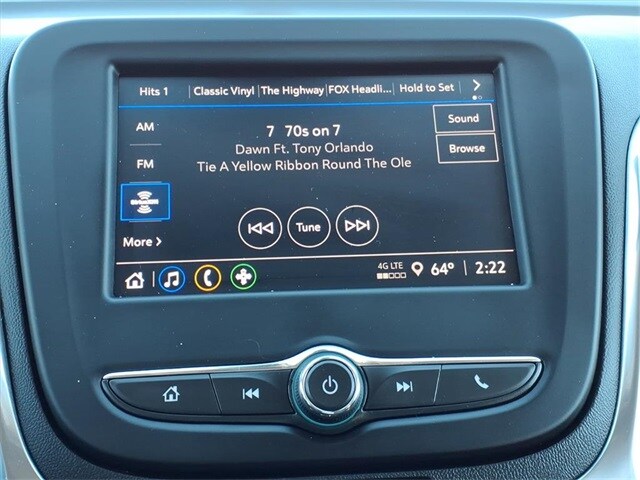 Hits 1 Classic Vinyl The Highway FOX Headli... Hold to Set
AM
7 70s on 7
Sound
FM
Dawn Ft. Tony Orlando
Browse
Tie A Yellow Ribbon Round The Ole
More
Tune
4G LTE
64° 2:22